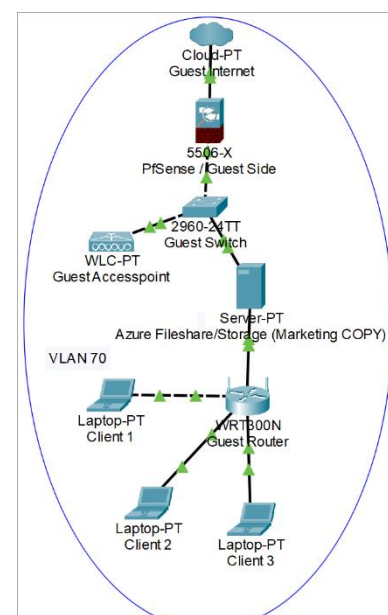 Cloud-PT
Guest Internet
5506-X
PfSense / Guest Side
2960-24TT
Guest Switch
WLC-PT
Guest Accesspoint
Server-PT
Azure Fileshare/Storage (Marketing COPY)
VLAN 70
Laptop-PT
Client 1
WRT300N
Guest Router
Laptop-PT
Client 2
Laptop-PT
Client 3